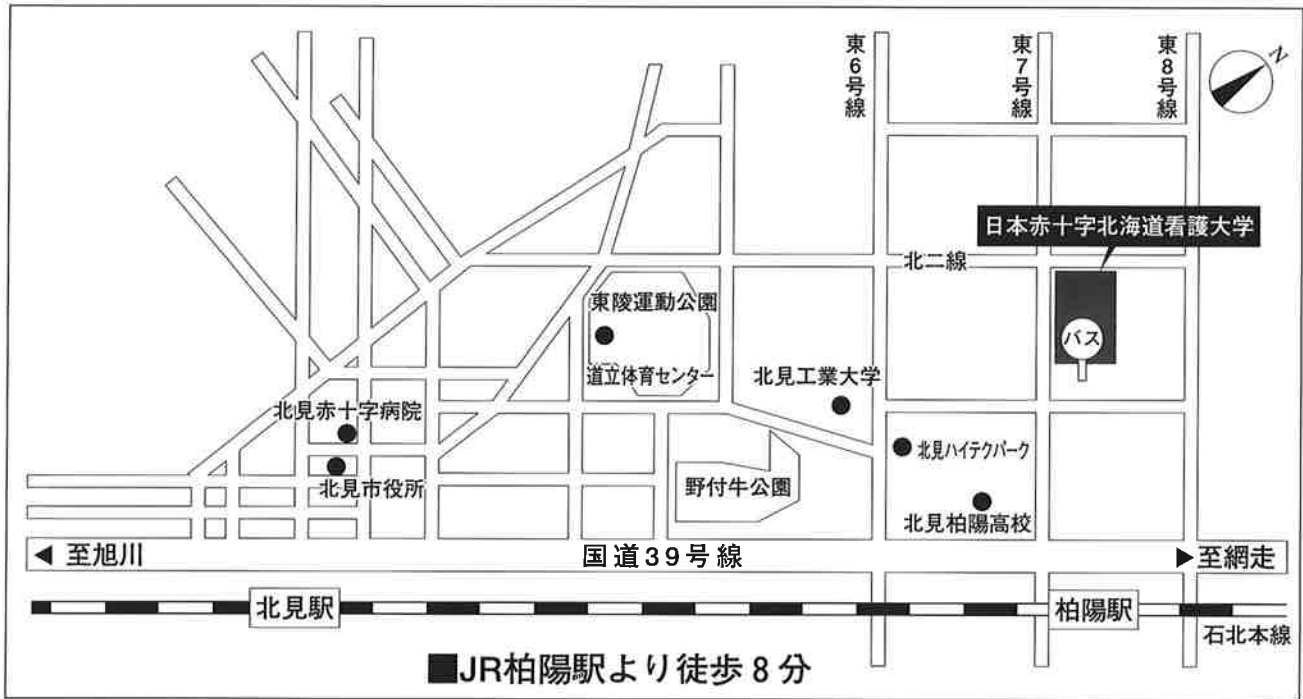 東6号線
東7号線
東8号線
N
日本赤十字北海道看護大学
北二線
東陵運動公園
バス
道立体育センター
北見工業大学
北見赤十字病院
北見ハイテクパーク
北見市役所
野付牛公園
北見柏陽高校
◀ 至旭川
国道39号線
▶至網走
北見駅
柏陽駅
石北本線
■JR柏陽駅より徒歩8分